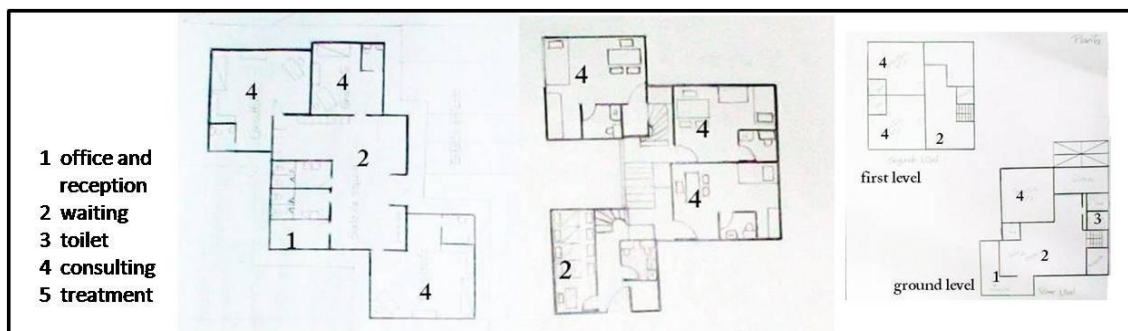 1 office and
reception
2 waiting
3 toilet
4 consulting
5 treatment
4
4
2
1
4
4
4
4
2
Planta
4
4
2
first level
4
3
2
1
ground level